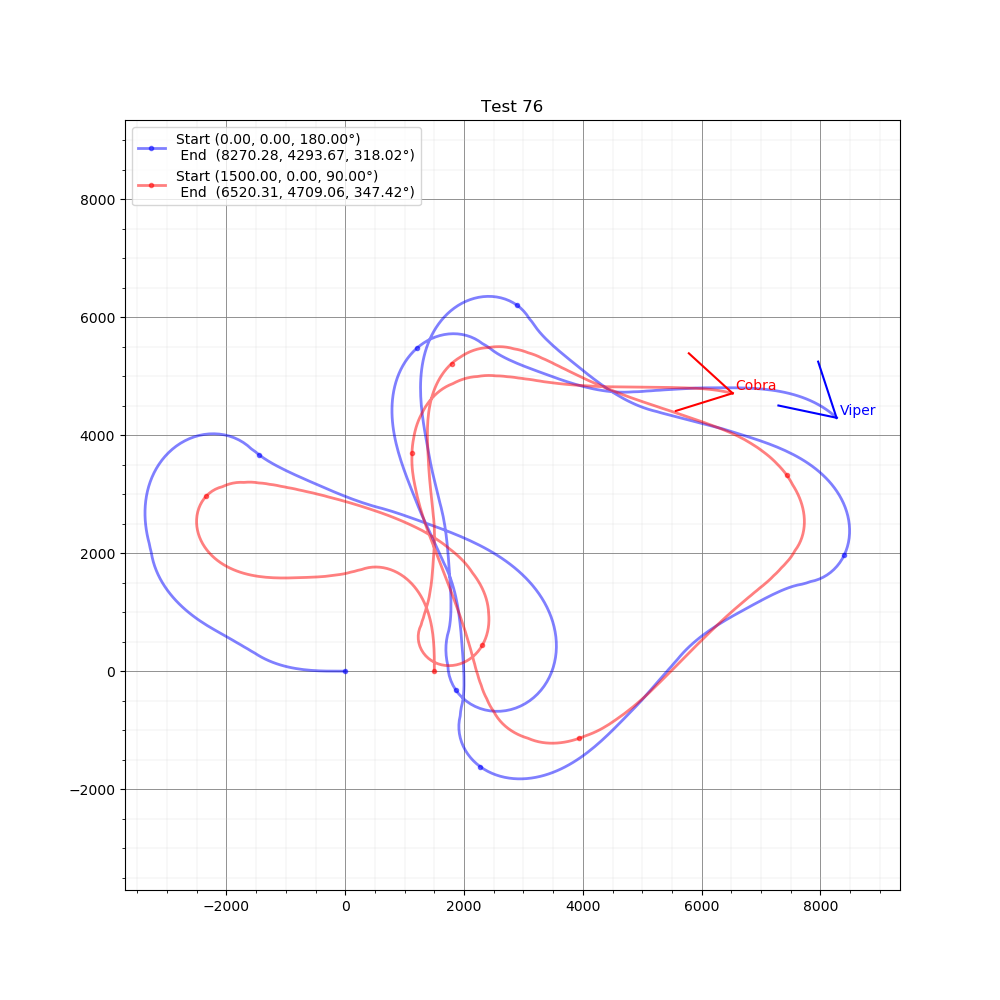 Test 76
Start (0.00, 0.00, 180.00°)
End (8270.28, 4293.67, 318.02°)
Start (1500.00, 0.00, 90.00°)
End (6520.31, 4709.06, 347.42°)
8000
6000
4000
2000
0
−2000
Cobra
Viper
−2000
0
2000
4000
6000
8000